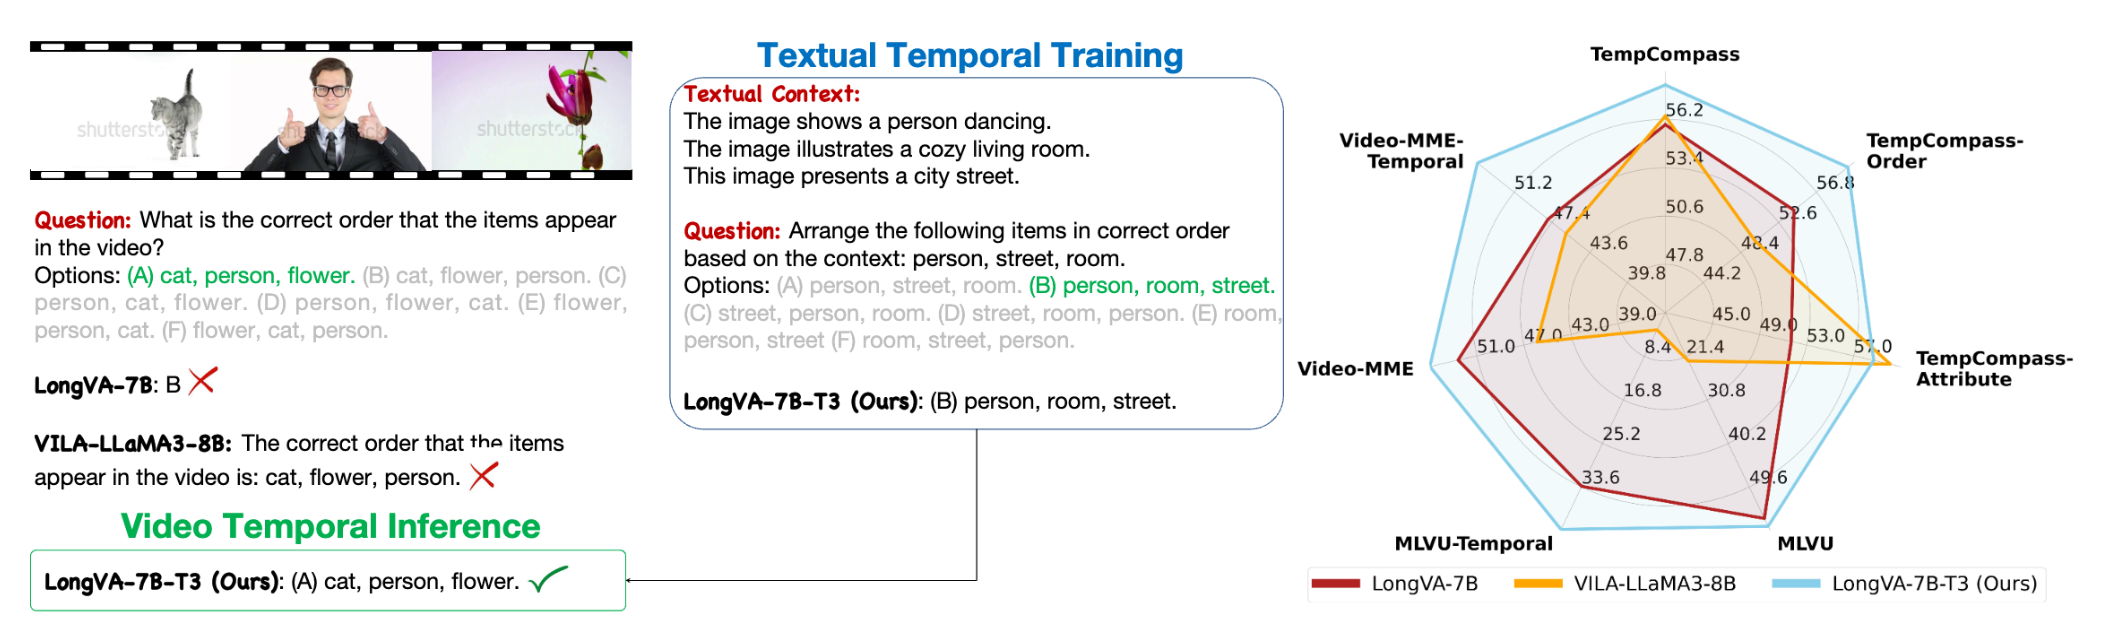 shutterstock
shutterstock
shutterstock
Question: What is the correct order that the items appear
in the video?
Options: (A) cat, person, flower. (B) cat, flower, person. (C)
person, cat, flower. (D) person, flower, cat. (E) flower,
person, cat. (F) flower, cat, person.
LongVA-7B: B
VILA-LLaMA3-8B: The correct order that the items
appear in the video is: cat, flower, person.
Video Temporal Inference
LongVA-7B-T3 (Ours): (A) cat, person, flower.
Textual Temporal Training
Textual Context:
The image shows a person dancing.
The image illustrates a cozy living room.
This image presents a city street.
Question: Arrange the following items in correct order
based on the context: person, street, room.
Options: (A) person, street, room. (B) person, room, street.
(C) street, person, room. (D) street, room, person. (E) room,
person, street (F) room, street, person.
LongVA-7B-T3 (Ours): (B) person, room, street.
TempCompass
56.2
53.4
50.6
47.8
TempCompass-
Order
56.8
52.6
48.4
44.2
Video-MME-
Temporal
51.2
47.4
43.6
39.8
Video-MME
51.0
47.0
43.0
39.0
45.0
49.0
53.0
57.0
TempCompass-
Attribute
8.4
16.8
25.2
33.6
MLVU-Temporal
21.4
30.8
40.2
49.6
MLVU
LongVA-7B
VILA-LLaMA3-8B
LongVA-7B-T3 (Ours)